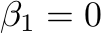 β₁ = 0